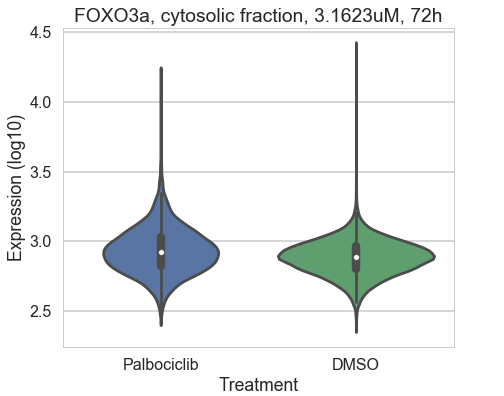 FOXO3a, cytosolic fraction, 3.1623uM, 72h
4.5
4.0
3.5
3.0
2.5
Expression (log10)
Palbociclib
DMSO
Treatment